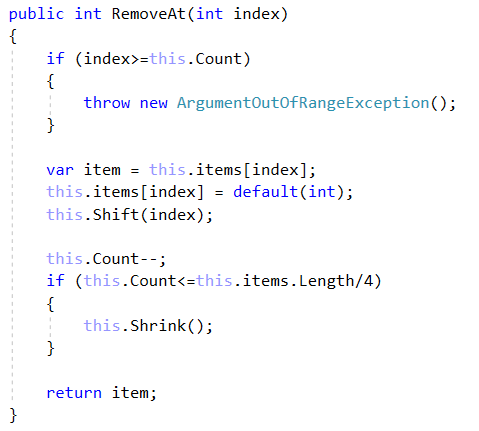 public int RemoveAt(int index)
{
    if (index>=this.Count)
    {
        throw new ArgumentOutOfRangeException();
    }

    var item = this.items[index];
    this.items[index] = default(int);
    this.Shift(index);

    this.Count--;
    if (this.Count<=this.items.Length/4)
    {
        this.Shrink();
    }

    return item;
}